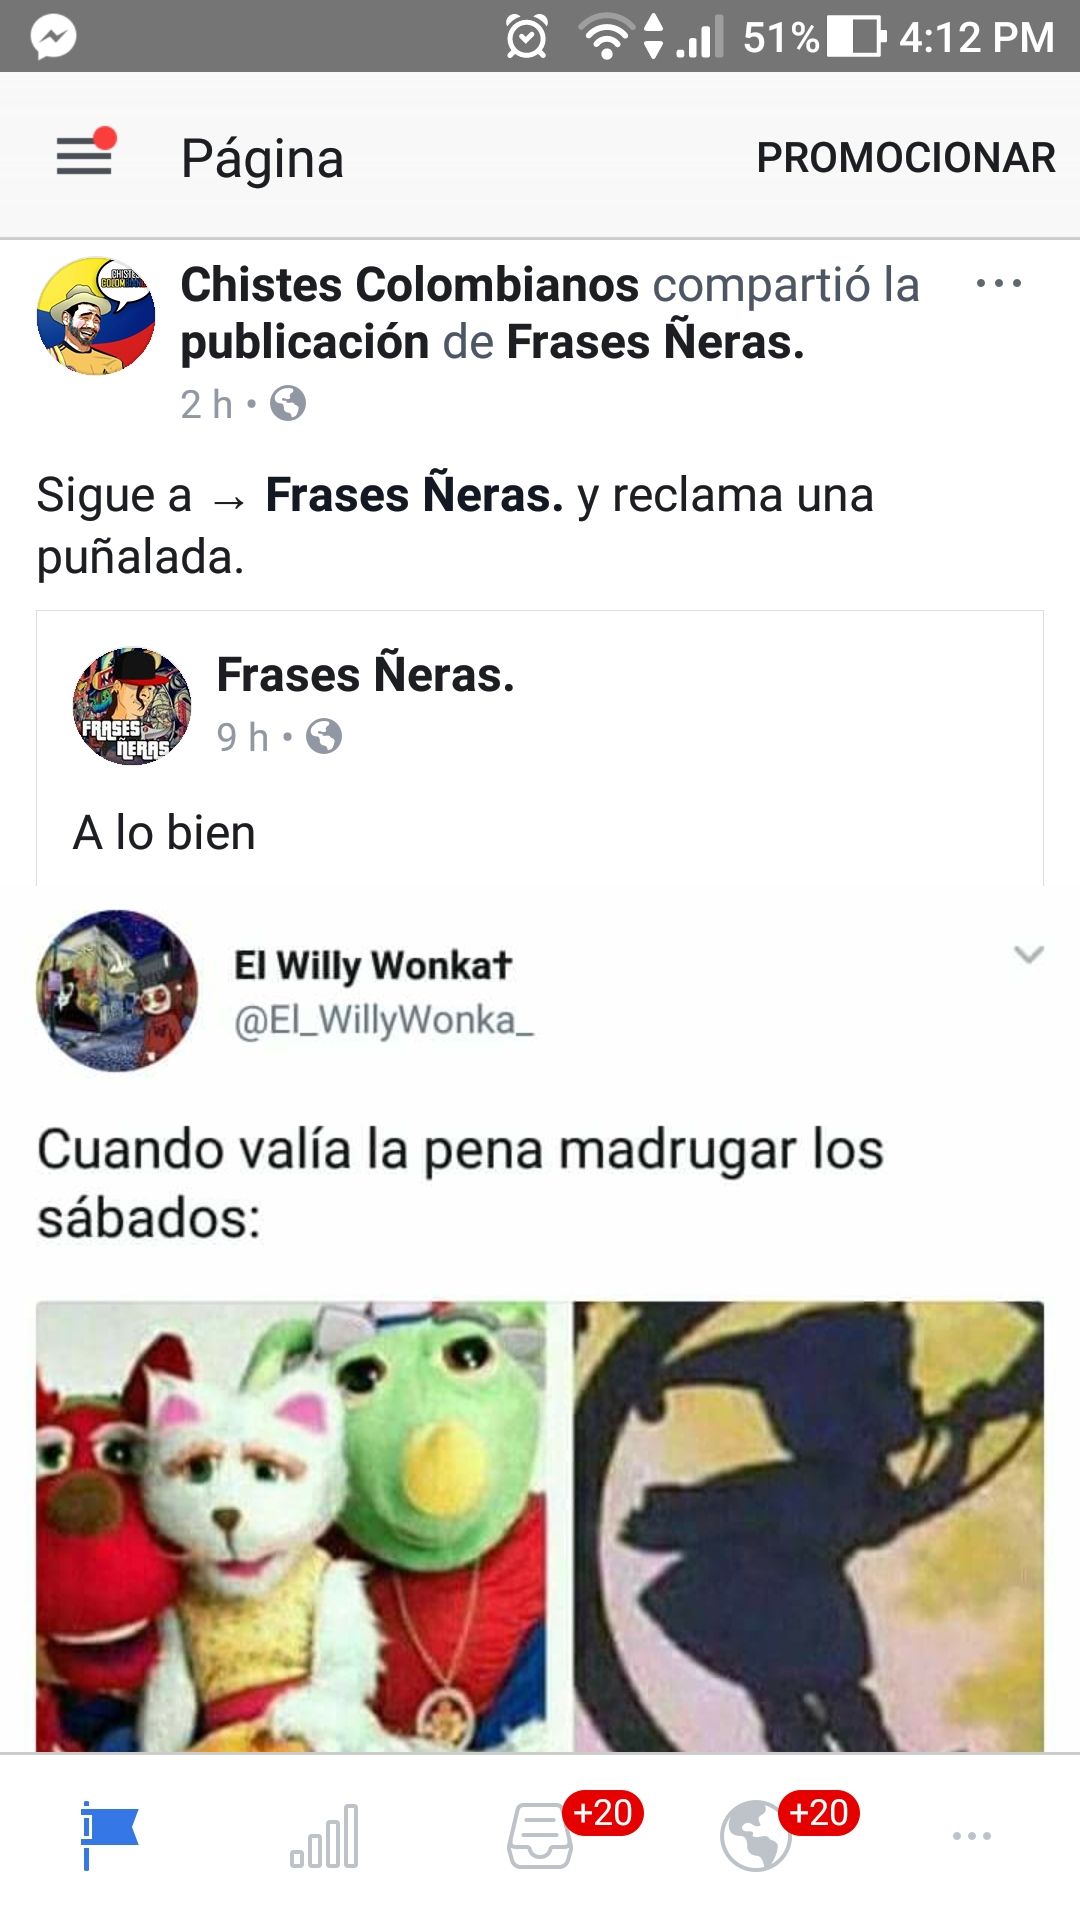 51% 4:12 PM
Página PROMOCIONAR
Chistes Colombianos compartió la
publicación de Frases Ñeras.
2 h •
Sigue a → Frases Ñeras. y reclama una
puñalada.
Frases Ñeras.
9 h •
FRASES
ÑERAS
A lo bien
El Willy Wonka†
@El_WillyWonka_
Cuando valía la pena madrugar los
sábados:
+20 +20